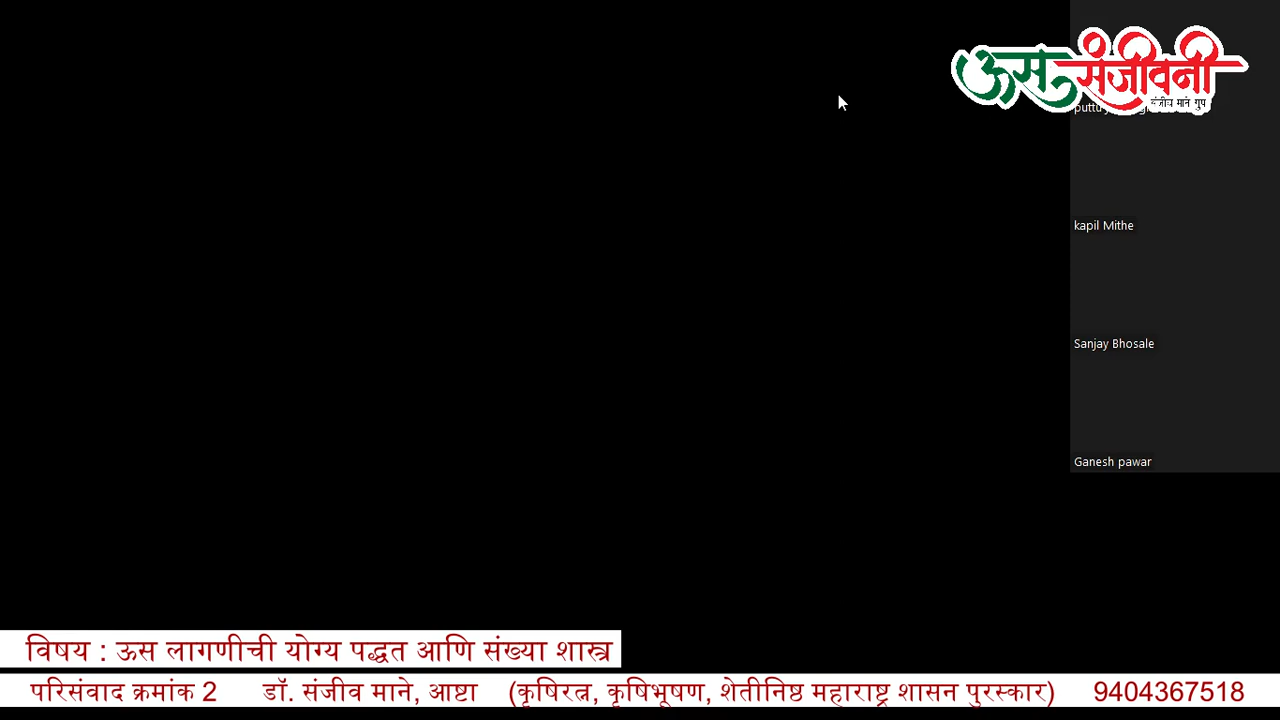 ऊस संजीवनी
संजीव माने ग्रुप
kapil Mithe
Sanjay Bhosale
Ganesh pawar
विषय : ऊस लागणीची योग्य पद्धत आणि संख्या शास्त्र
परिसंवाद क्रमांक 2 डॉ. संजीव माने, आष्टा (कृषिरत्न, कृषिभूषण, शेतीनिष्ठ महाराष्ट्र शासन पुरस्कार) 9404367518